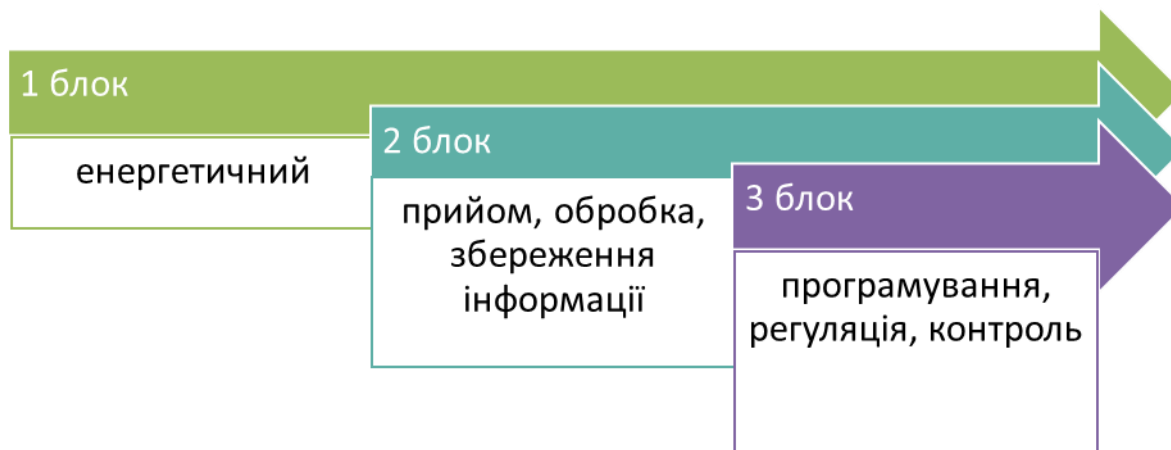 1 блок
енергетичний
2 блок
прийом, обробка,
збереження
інформації
3 блок
програмування,
регуляція, контроль